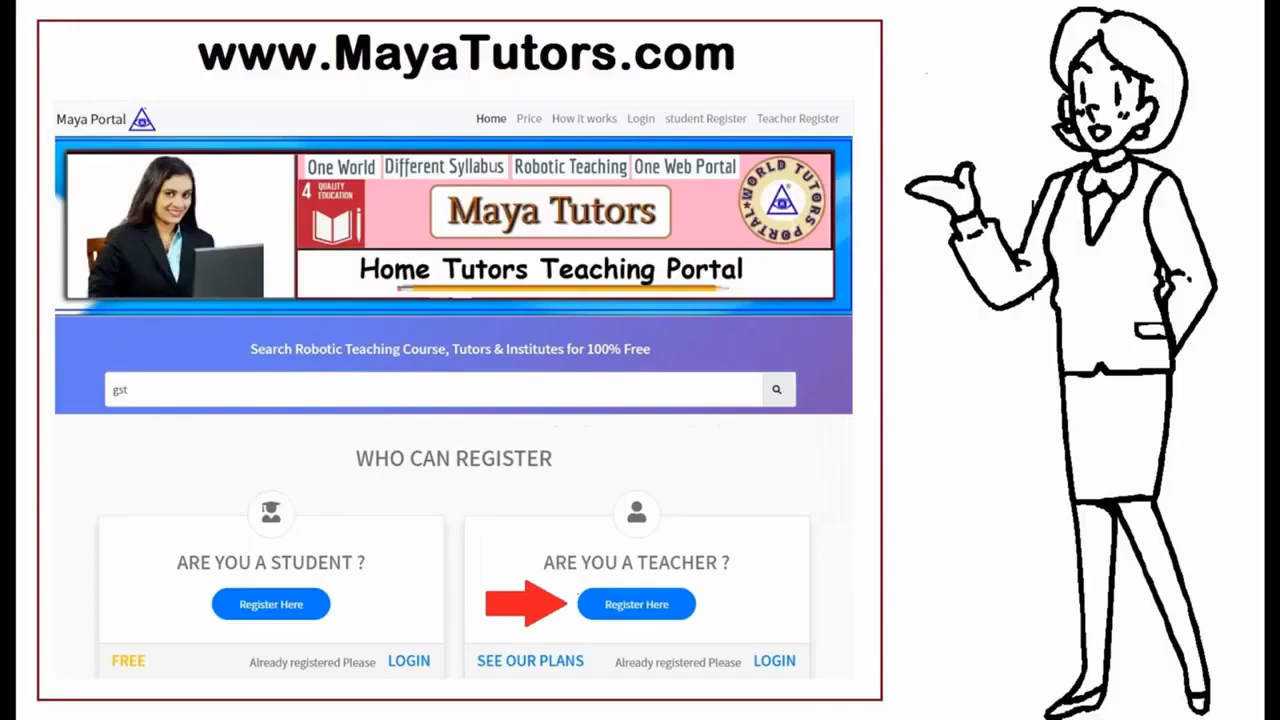 www.MayaTutors.com
Maya Portal
Home Price How it works Login student Register Teacher Register
One World Different Syllabus Robotic Teaching One Web Portal
4 QUALITY
EDUCATION
Maya Tutors
WORLD TUTORS PORTAL
Home Tutors Teaching Portal
Search Robotic Teaching Course, Tutors & Institutes for 100% Free
gst
WHO CAN REGISTER
ARE YOU A STUDENT ?
Register Here
FREE Already registered Please LOGIN
ARE YOU A TEACHER ?
Register Here
SEE OUR PLANS Already registered Please LOGIN